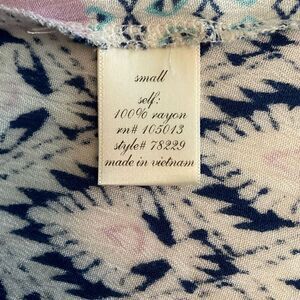 small
self:
100% rayon
rn# 105013
style# 78229
made in vietnam